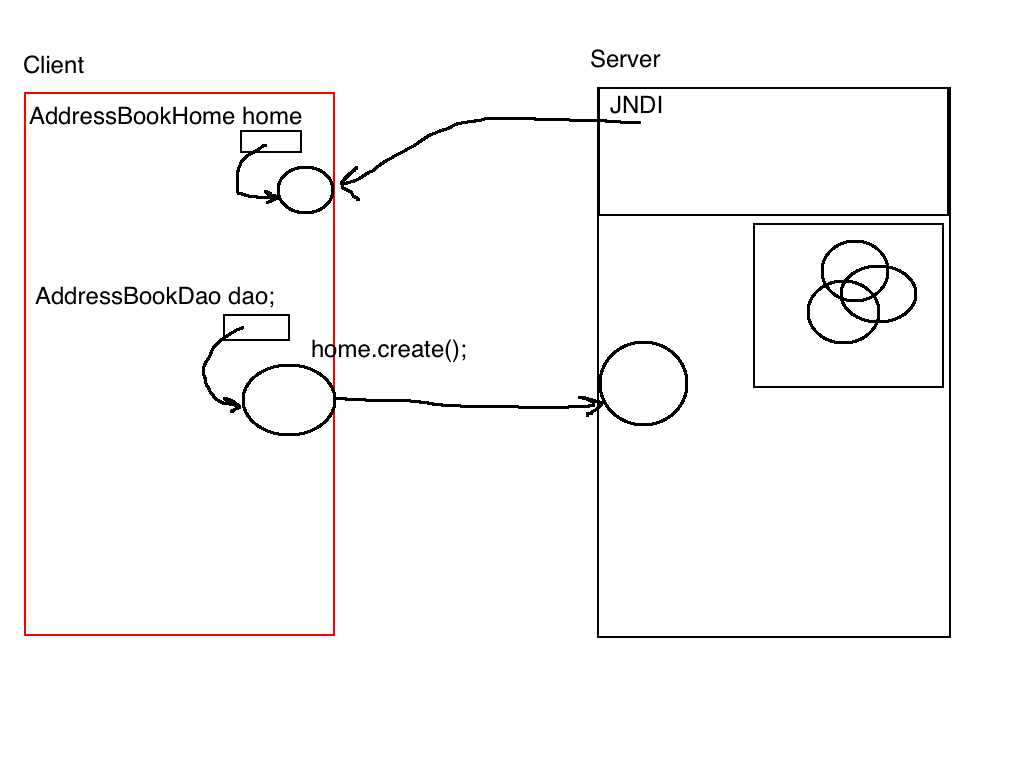 Client
Server
AddressBookHome home
JNDI
AddressBookDao dao;
home.create();